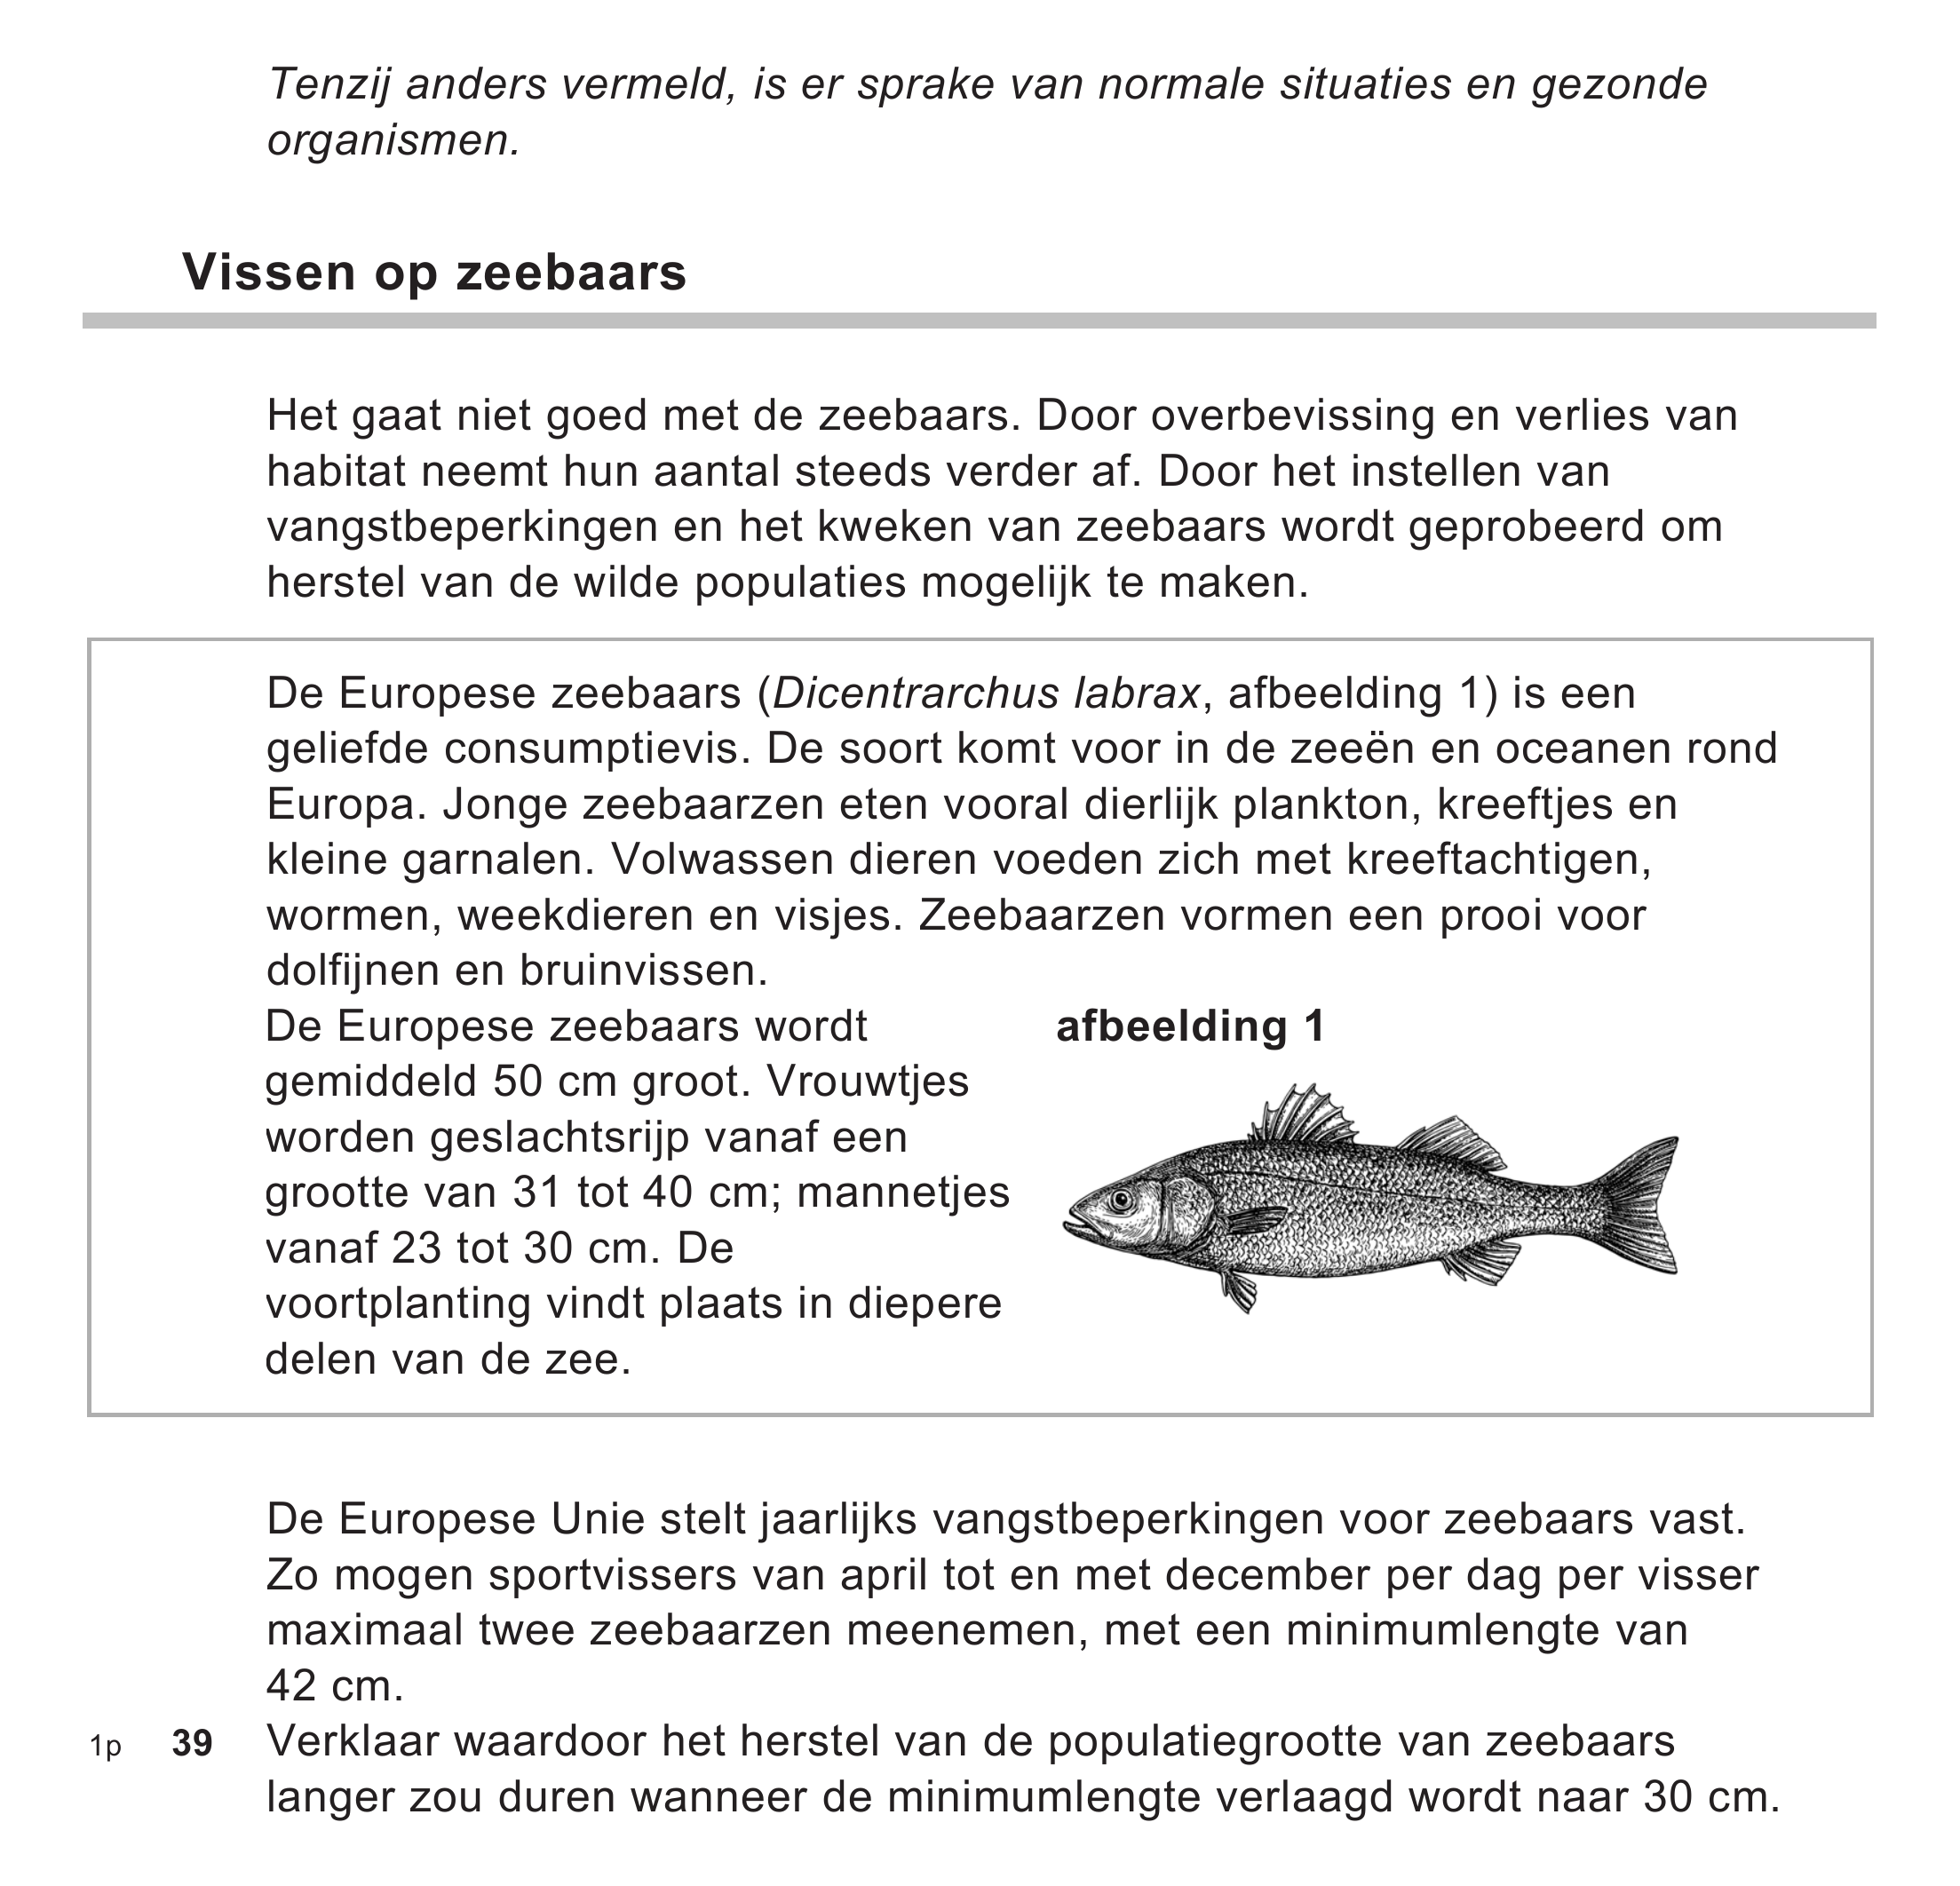 Tenzij anders vermeld, is er sprake van normale situaties en gezonde
organismen.
Vissen op zeebaars
Het gaat niet goed met de zeebaars. Door overbevissing en verlies van
habitat neemt hun aantal steeds verder af. Door het instellen van
vangstbeperkingen en het kweken van zeebaars wordt geprobeerd om
herstel van de wilde populaties mogelijk te maken.
De Europese zeebaars (Dicentrarchus labrax, afbeelding 1) is een
geliefde consumptievis. De soort komt voor in de zeeën en oceanen rond
Europa. Jonge zeebaarzen eten vooral dierlijk plankton, kreeftjes en
kleine garnalen. Volwassen dieren voeden zich met kreeftachtigen,
wormen, weekdieren en visjes. Zeebaarzen vormen een prooi voor
dolfijnen en bruinvissen.
De Europese zeebaars wordt
gemiddeld 50 cm groot. Vrouwtjes
worden geslachtsrijp vanaf een
grootte van 31 tot 40 cm; mannetjes
vanaf 23 tot 30 cm. De
voortplanting vindt plaats in diepere
delen van de zee.
afbeelding 1
De Europese Unie stelt jaarlijks vangstbeperkingen voor zeebaars vast.
Zo mogen sportvissers van april tot en met december per dag per visser
maximaal twee zeebaarzen meenemen, met een minimumlengte van
42 cm.
1p 39 Verklaar waardoor het herstel van de populatiegrootte van zeebaars
langer zou duren wanneer de minimumlengte verlaagd wordt naar 30 cm.